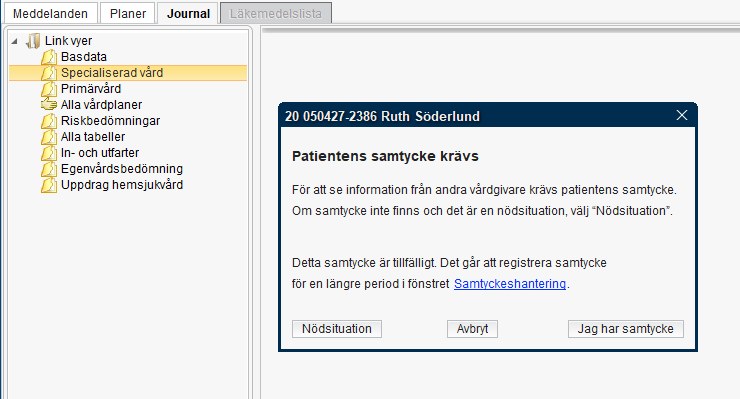 Meddelanden Planer Journal Läkemedelslista
Link vyer
Basdata
Specialiserad vård
Primärvård
Alla vårdplaner
Riskbedömningar
Alla tabeller
In- och utfarter
Egenvårdsbedömning
Uppdrag hemsjukvård
20 050427-2386 Ruth Söderlund
Patientens samtycke krävs
För att se information från andra vårdgivare krävs patientens samtycke.
Om samtycke inte finns och det är en nödsituation, välj “Nödsituation”.
Detta samtycke är tillfälligt. Det går att registrera samtycke
för en längre period i fönstret Samtyckeshantering.
Nödsituation Avbryt Jag har samtycke